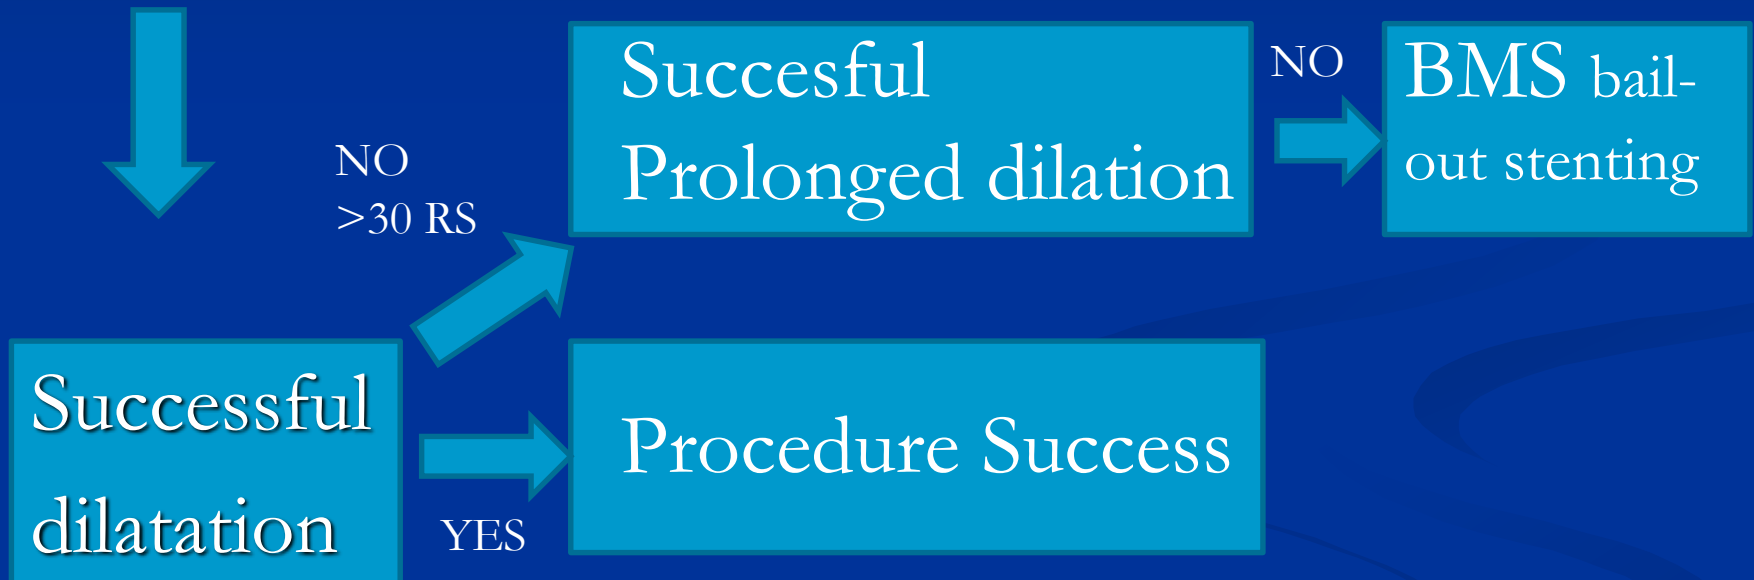 Succesful
Prolonged dilation
NO
BMS bail-
out stenting
NO
>30 RS
Successful
dilatation
YES
Procedure Success